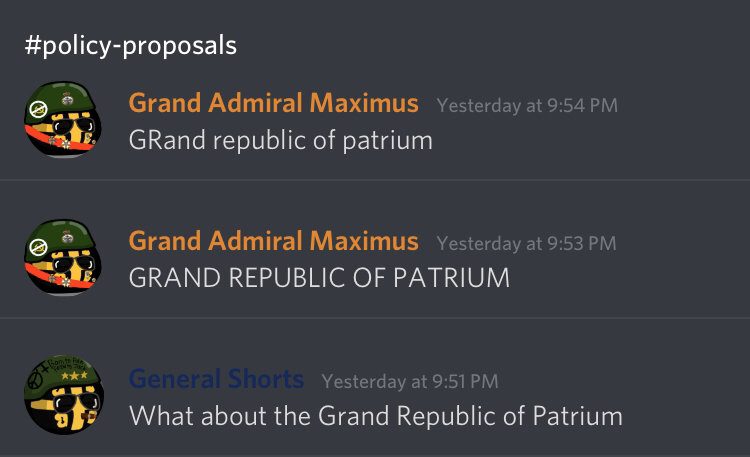 #policy-proposals
Grand Admiral Maximus Yesterday at 9:54 PM
GRand republic of patrium
Grand Admiral Maximus Yesterday at 9:53 PM
GRAND REPUBLIC OF PATRIUM
General Shorts Yesterday at 9:51 PM
What about the Grand Republic of Patrium